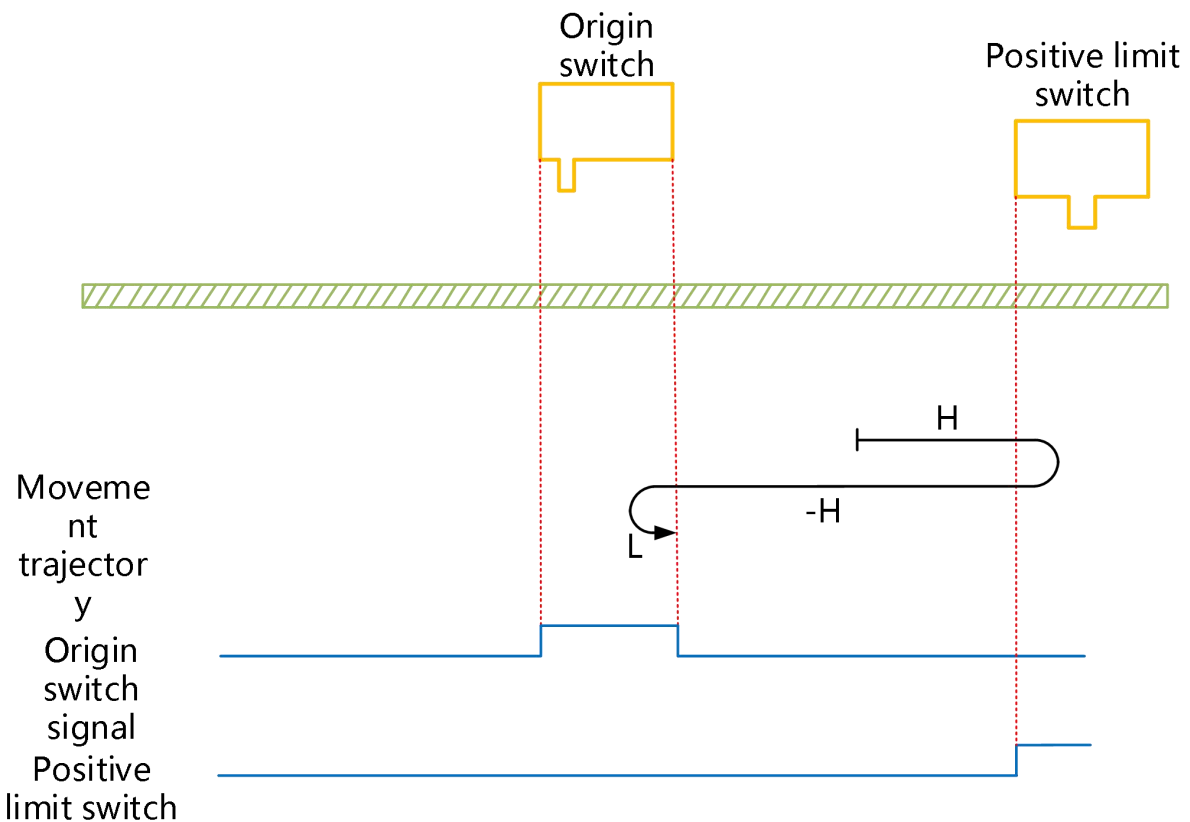 Origin
switch
Positive limit
switch
H
-H
L
Moveme
nt
trajector
y
Origin
switch
signal
Positive
limit switch